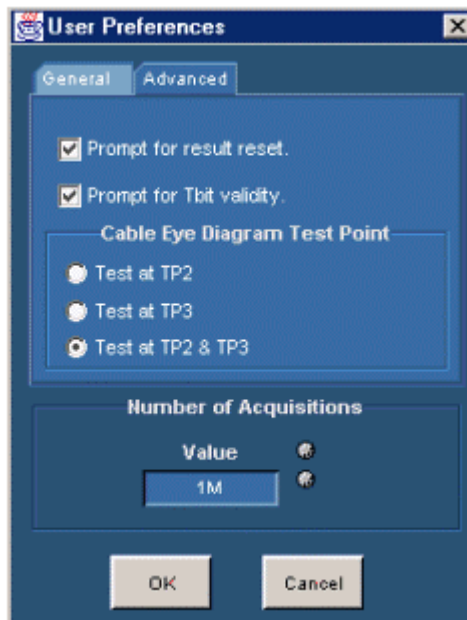 User Preferences
General Advanced
Prompt for result reset.
Prompt for Tbit validity.
Cable Eye Diagram Test Point
Test at TP2
Test at TP3
Test at TP2 & TP3
Number of Acquisitions
Value
1M
OK Cancel